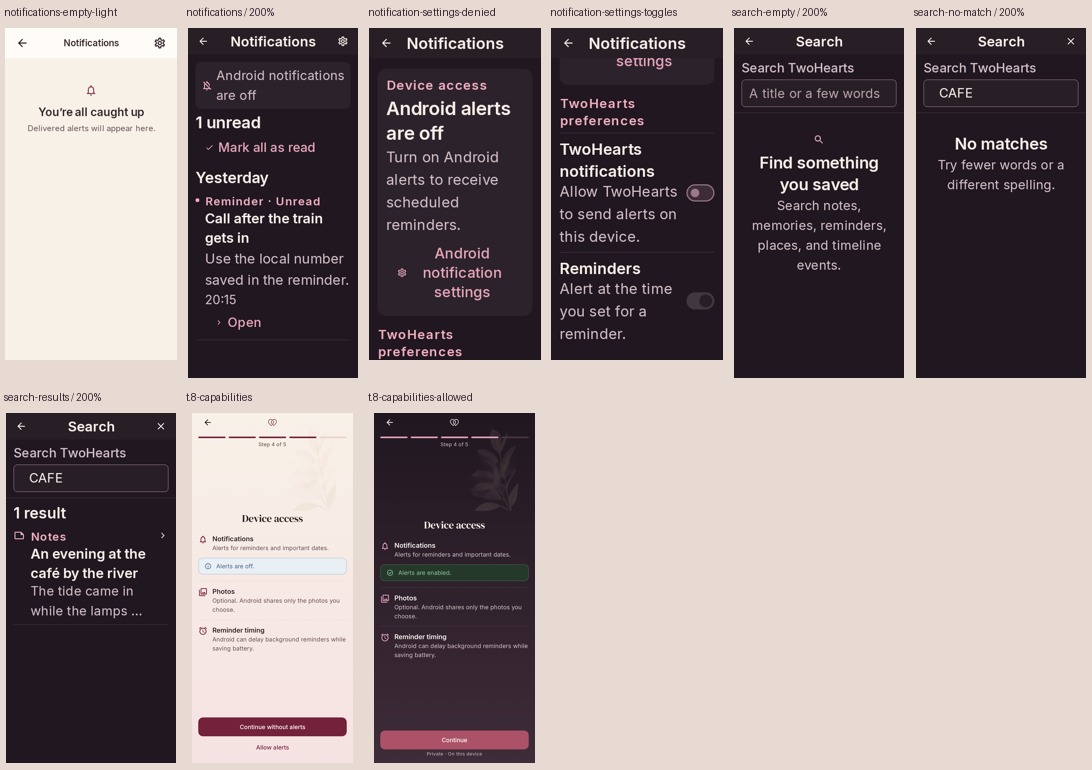 notifications-empty-light
Notifications
You're all caught up
Delivered alerts will appear here.
notifications / 200%
Notifications
Android notifications
are off
1 unread
Mark all as read
Yesterday
Reminder · Unread
Call after the train
gets in
Use the local number
saved in the reminder.
20:15
Open
notification-settings-denied
Notifications
Device access
Android alerts
are off
Turn on Android
alerts to receive
scheduled
reminders.
Android
notification
settings
TwoHearts
preferences
notification-settings-toggles
Notifications
settings
TwoHearts
preferences
TwoHearts
notifications
Allow TwoHearts
to send alerts on
this device.
Reminders
Alert at the time
you set for a
reminder.
search-empty / 200%
Search
Search TwoHearts
A title or a few words
Find something
you saved
Search notes,
memories, reminders,
places, and timeline
events.
search-no-match / 200%
Search
Search TwoHearts
CAFE
No matches
Try fewer words or a
different spelling.
search-results / 200%
Search
Search TwoHearts
CAFE
1 result
Notes
An evening at the
café by the river
The tide came in
while the lamps ...
t8-capabilities
Step 4 of 5
Device access
Notifications
Alerts for reminders and important dates.
Alerts are off.
Photos
Optional. Android shares only the photos you
choose.
Reminder timing
Android can delay background reminders while
saving battery.
Continue without alerts
Allow alerts
t8-capabilities-allowed
Step 4 of 5
Device access
Notifications
Alerts for reminders and important dates.
Alerts are enabled.
Photos
Optional. Android shares only the photos you
choose.
Reminder timing
Android can delay background reminders while
saving battery.
Continue
Private · On this device